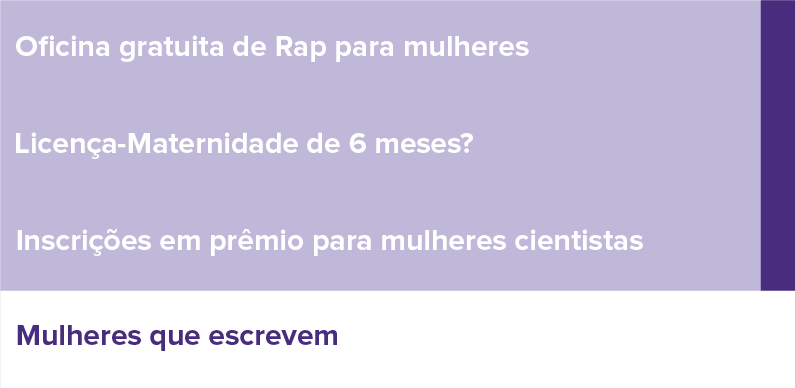 Oficina gratuita de Rap para mulheres
Licença-Maternidade de 6 meses?
Inscrições em prêmio para mulheres cientistas
Mulheres que escrevem